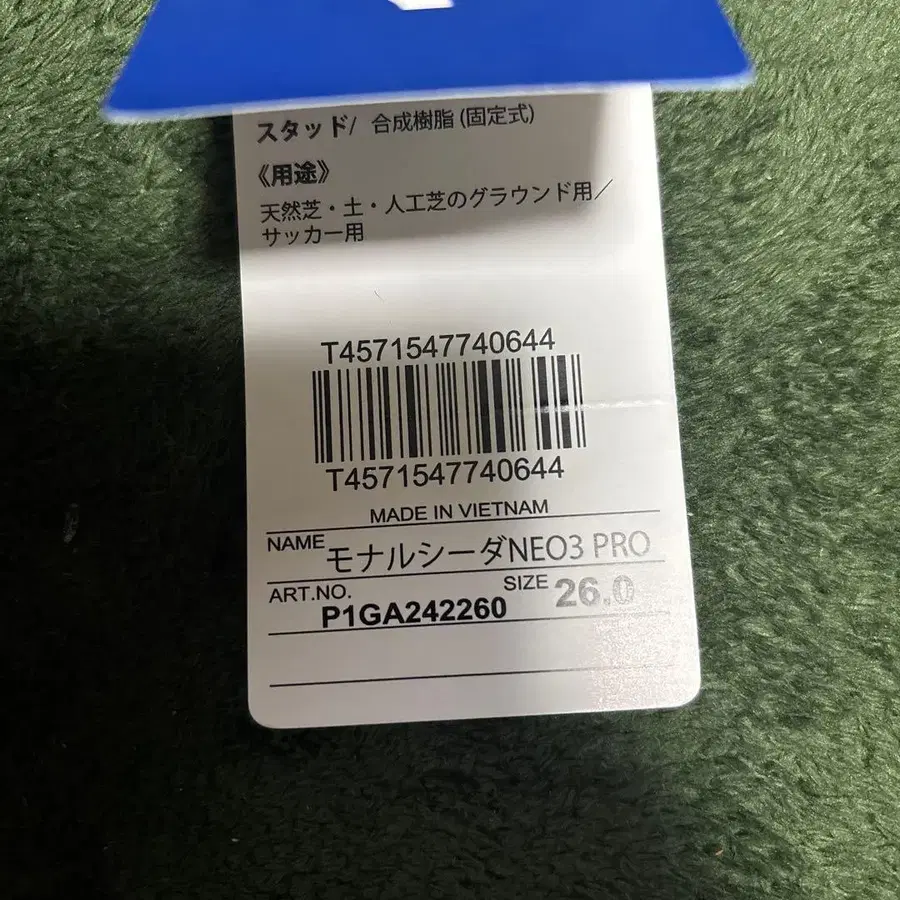 スタッド/ 合成樹脂 (固定式)
《用途》
天然芝・土・人工芝のグラウンド用／
サッカー用
T4571547740644
T4571547740644
MADE IN VIETNAM
NAME モナルシーダNEO3 PRO
ART.NO. P1GA242260 SIZE 26.0